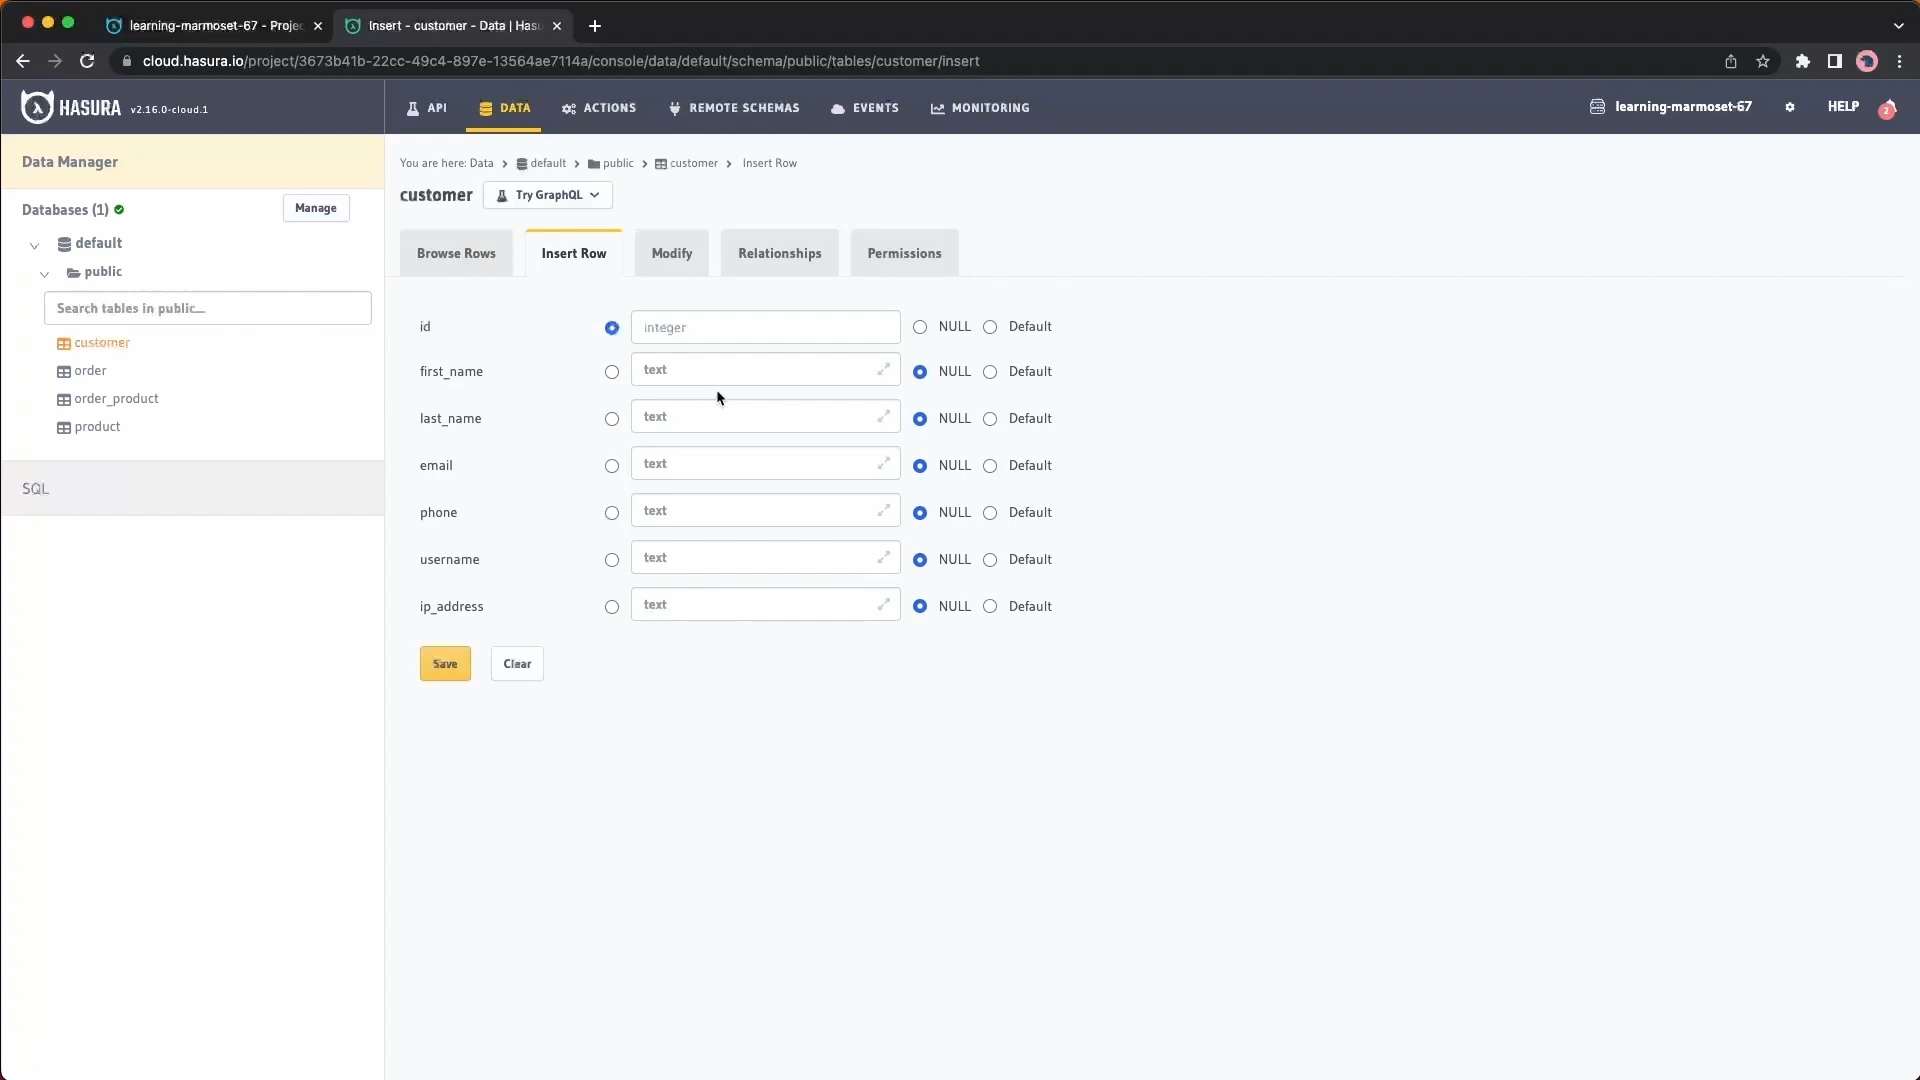 learning-marmoset-67 - Projec
Insert - customer - Data | Hasu
cloud.hasura.io/project/3673b41b-22cc-49c4-897e-13564ae7114a/console/data/default/schema/public/tables/customer/insert
HASURA v2.16.0-cloud.1
API
DATA
ACTIONS
REMOTE SCHEMAS
EVENTS
MONITORING
learning-marmoset-67
HELP
2
Data Manager
Databases (1)
Manage
default
public
Search tables in public...
customer
order
order_product
product
SQL
You are here: Data > default > public > customer > Insert Row
customer
Try GraphQL
Browse Rows
Insert Row
Modify
Relationships
Permissions
id integer NULL Default
first_name text NULL Default
last_name text NULL Default
email text NULL Default
phone text NULL Default
username text NULL Default
ip_address text NULL Default
Save
Clear